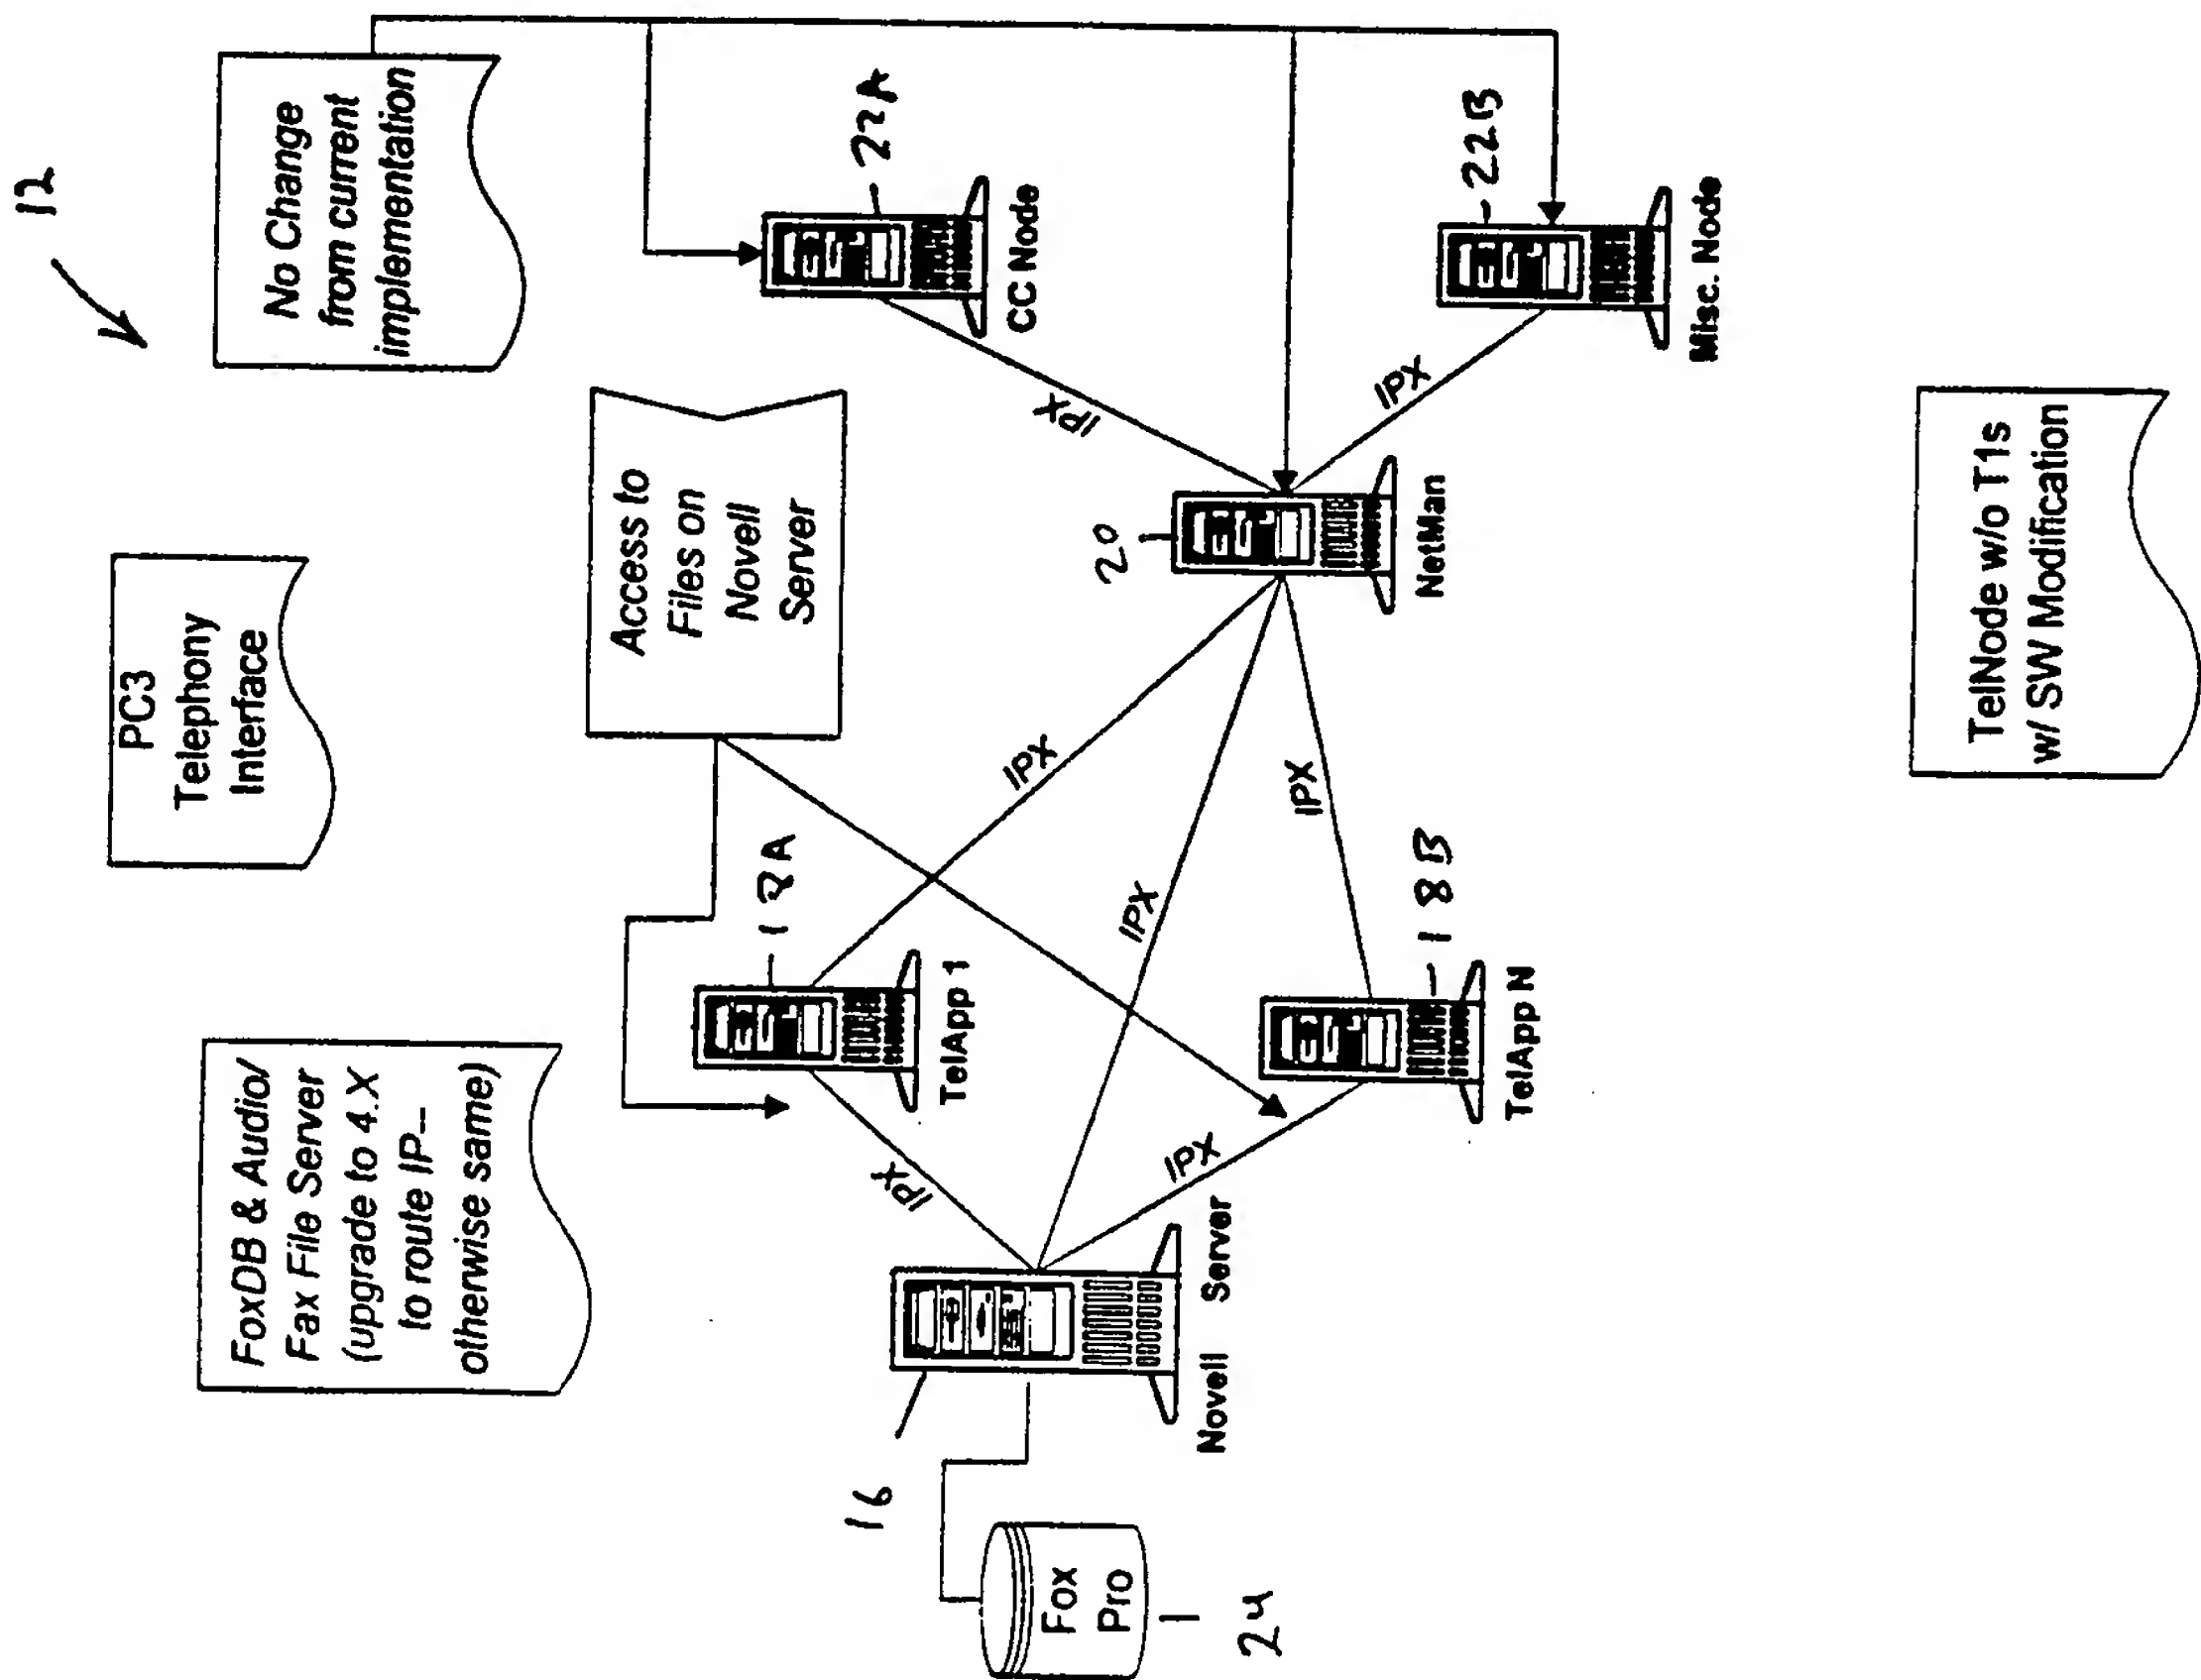 12
FoxDB & Audio/
Fax File Server
(upgrade to 4.X
to route IP--
otherwise same)
PC3
Telephony
Interface
No Change
from current
implementation
Access to
Files on
Novell
Server
16
Fox
Pro
24
Novell Server
18A
TelApp 1
18B
TelApp N
20
NetMan
22A
CC Node
22B
Misc. Node
IPX
IPX
IPX
IPX
IPX
IPX
IPX
TelNode w/o T1s
w/ SW Modification